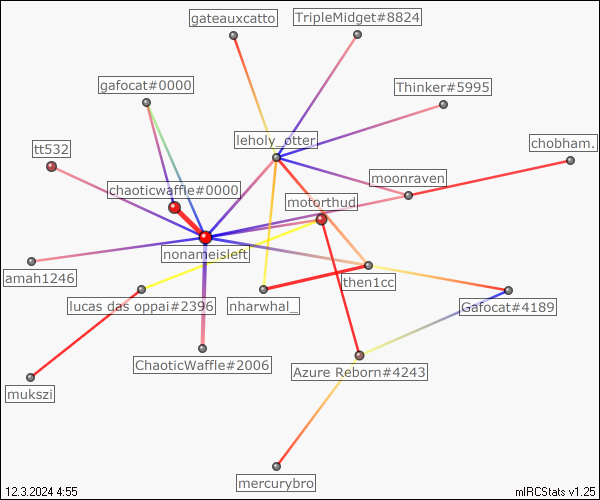 gateauxcatto
TripleMidget#8824
gafocat#0000
Thinker#5995
leholy_otter
chobham.
tt532
moonraven
chaoticwaffle#0000
motorthud
nonameisleft
amah1246
then1cc
lucas das oppai#2396
nharwhal_
Gafocat#4189
ChaoticWaffle#2006
Azure Reborn#4243
mukszi
mercurybro
12.3.2024 4:55
mIRCStats v1.25